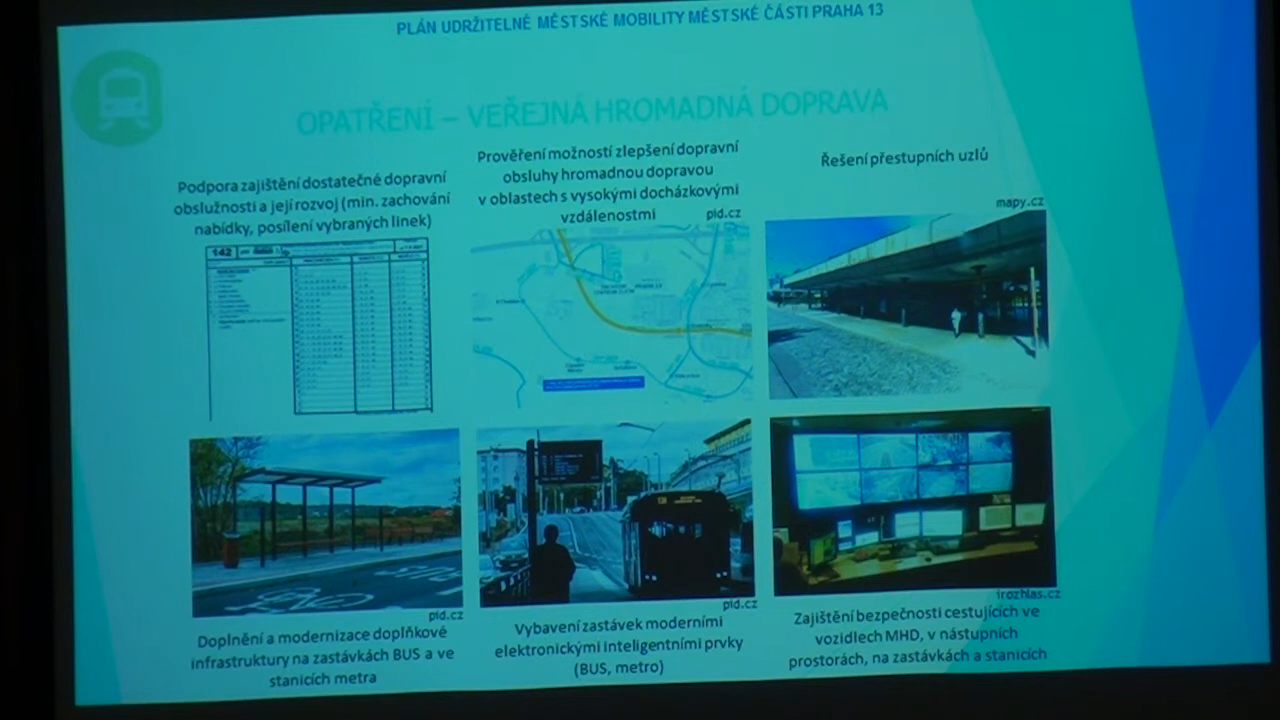 PLÁN UDRŽITELNÉ MĚSTSKÉ MOBILITY MĚSTSKÉ ČÁSTI PRAHA 13
OPATŘENÍ – VEŘEJNÁ HROMADNÁ DOPRAVA
Podpora zajištění dostatečné dopravní
obslužnosti a její rozvoj (min. zachování
nabídky, posílení vybraných linek)
142
Prověření možností zlepšení dopravní
obsluhy hromadnou dopravou
v oblastech s vysokými docházkovými
vzdálenostmi
pid.cz
Řešení přestupních uzlů
mapy.cz
pid.cz
Doplnění a modernizace doplňkové
infrastruktury na zastávkách BUS a ve
stanicích metra
BUS
pid.cz
Vybavení zastávek moderními
elektronickými inteligentními prvky
(BUS, metro)
irozhlas.cz
Zajištění bezpečnosti cestujících ve
vozidlech MHD, v nástupních
prostorách, na zastávkách a stanicích